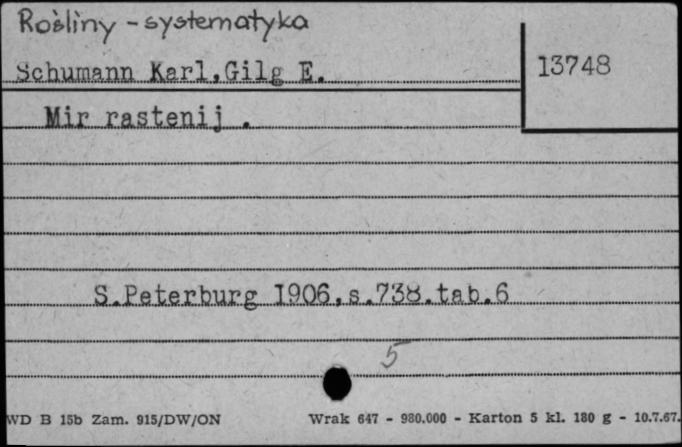 Rośliny - systematyka
Schumann Karl, Gilg E.
13748
Mir rastenij .
S.Peterburg 1906, s.738.tab.6
5
WD B 15b Zam. 915/DW/ON Wrak 647 - 980.000 - Karton 5 kl. 180 g - 10.7.67.